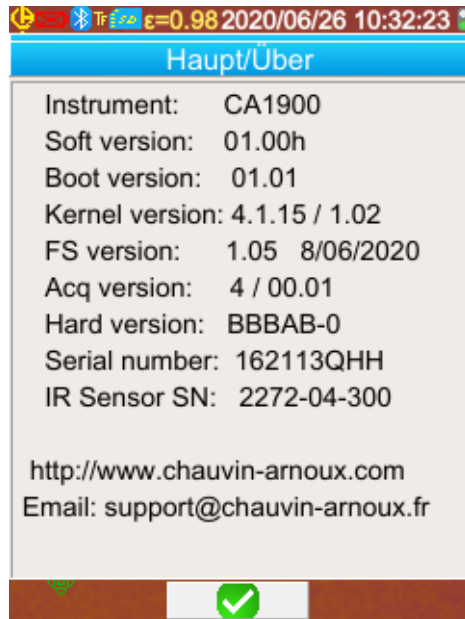 TF ε=0.98 2020/06/26 10:32:23
Haupt/Über
Instrument: CA1900
Soft version: 01.00h
Boot version: 01.01
Kernel version: 4.1.15 / 1.02
FS version: 1.05 8/06/2020
Acq version: 4 / 00.01
Hard version: BBBAB-0
Serial number: 162113QHH
IR Sensor SN: 2272-04-300
http://www.chauvin-arnoux.com
Email: support@chauvin-arnoux.fr